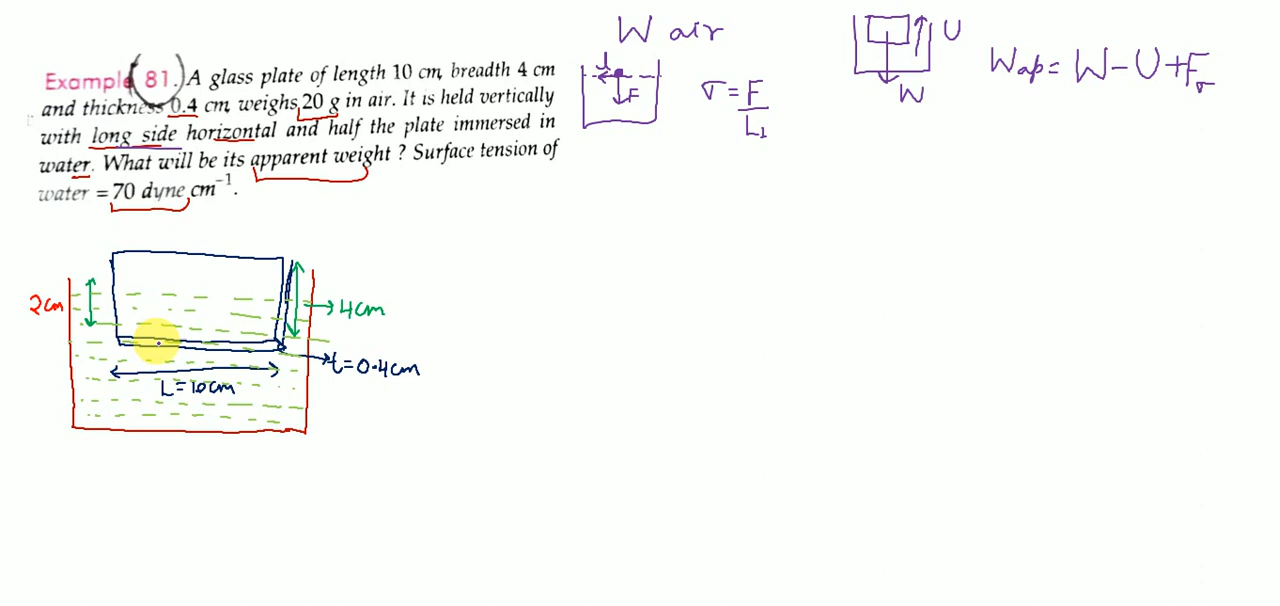 Example 81. A glass plate of length 10 cm, breadth 4 cm
and thickness 0.4 cm, weighs 20 g in air. It is held vertically
with long side horizontal and half the plate immersed in
water. What will be its apparent weight ? Surface tension of
water = 70 dyne cm⁻¹.
W air
F
σ = F/L₁
U
W
Wap = W - U + Fσ
2cm
4cm
t=0.4cm
L=10cm